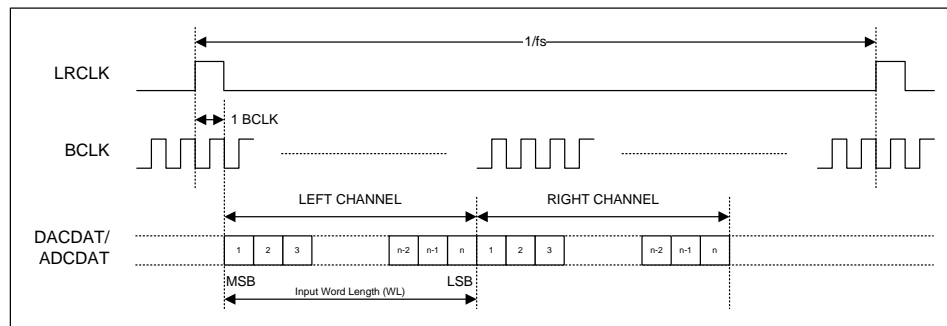 1/fs
LRCLK
1 BCLK
BCLK
LEFT CHANNEL RIGHT CHANNEL
DACDAT/
ADCDAT
1 2 3 n-2 n-1 n 1 2 3 n-2 n-1 n
MSB LSB
Input Word Length (WL)